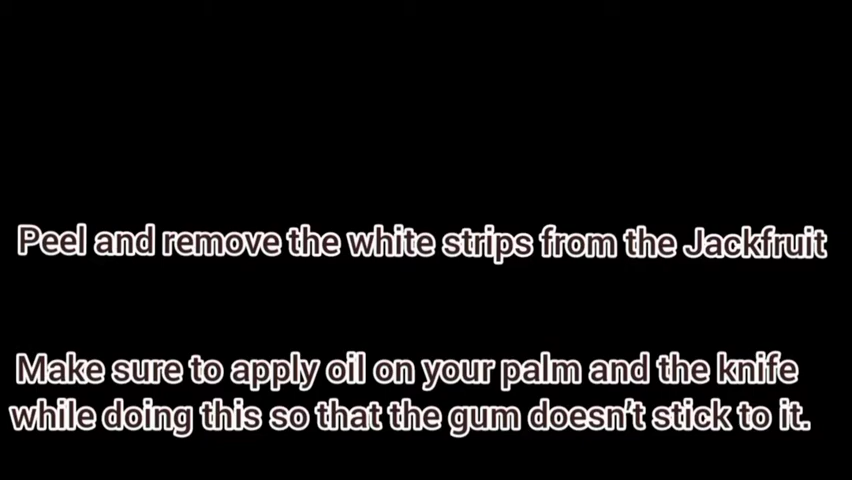 Peel and remove the white strips from the Jackfruit
Make sure to apply oil on your palm and the knife
while doing this so that the gum doesn't stick to it.